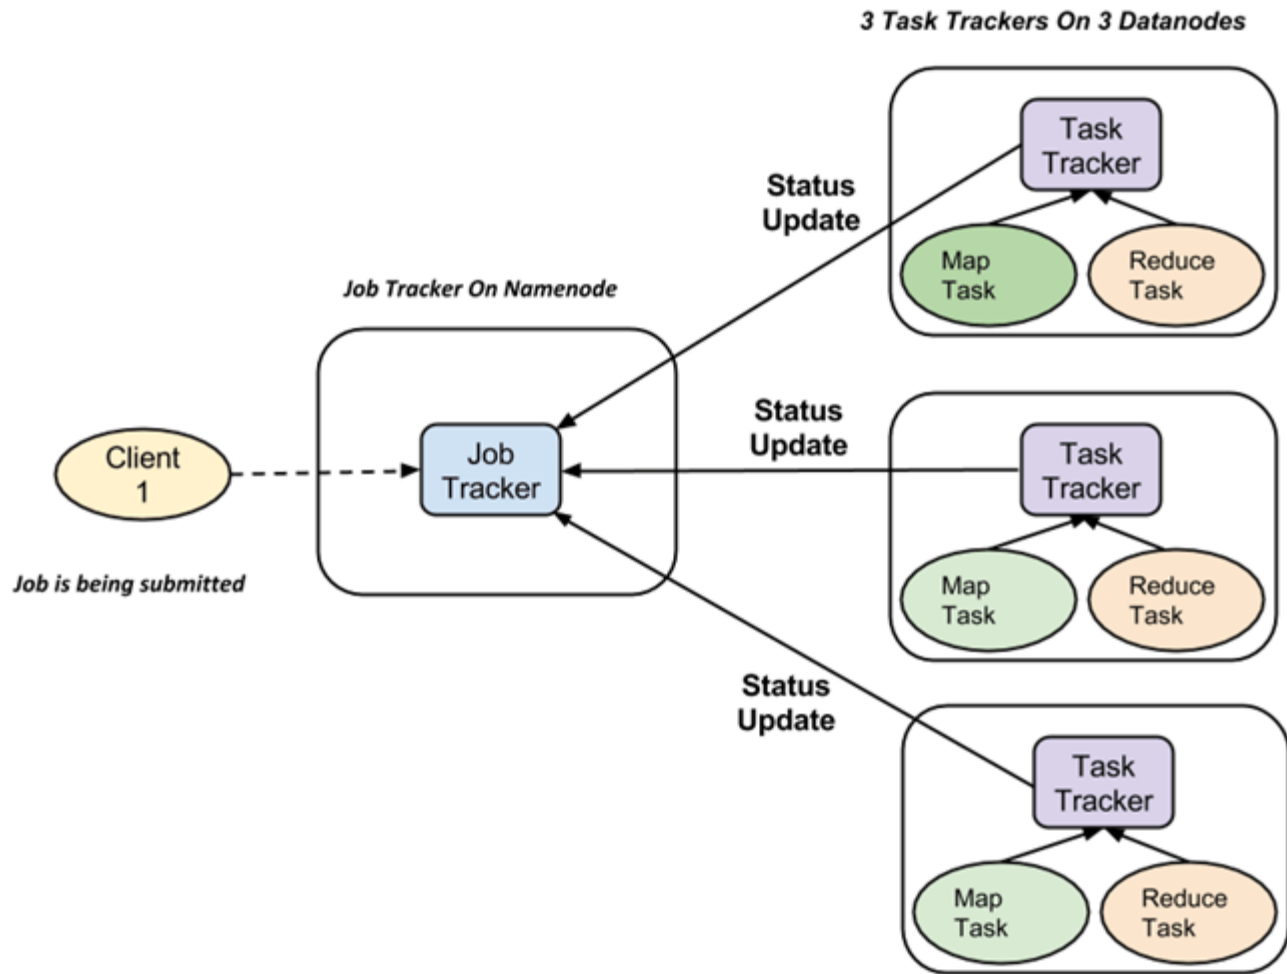 3 Task Trackers On 3 Datanodes
Task
Tracker
Status
Update
Map
Task
Reduce
Task
Job Tracker On Namenode
Status
Update
Task
Tracker
Client
1
Job
Tracker
Job is being submitted
Map
Task
Reduce
Task
Status
Update
Task
Tracker
Map
Task
Reduce
Task